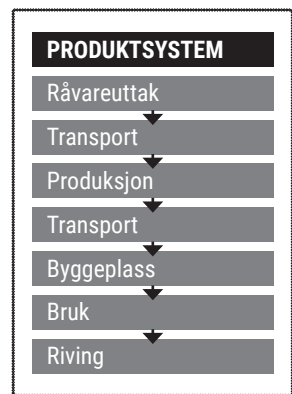 PRODUKTSYSTEM
Råvareuttak
Transport
Produksjon
Transport
Byggeplass
Bruk
Riving